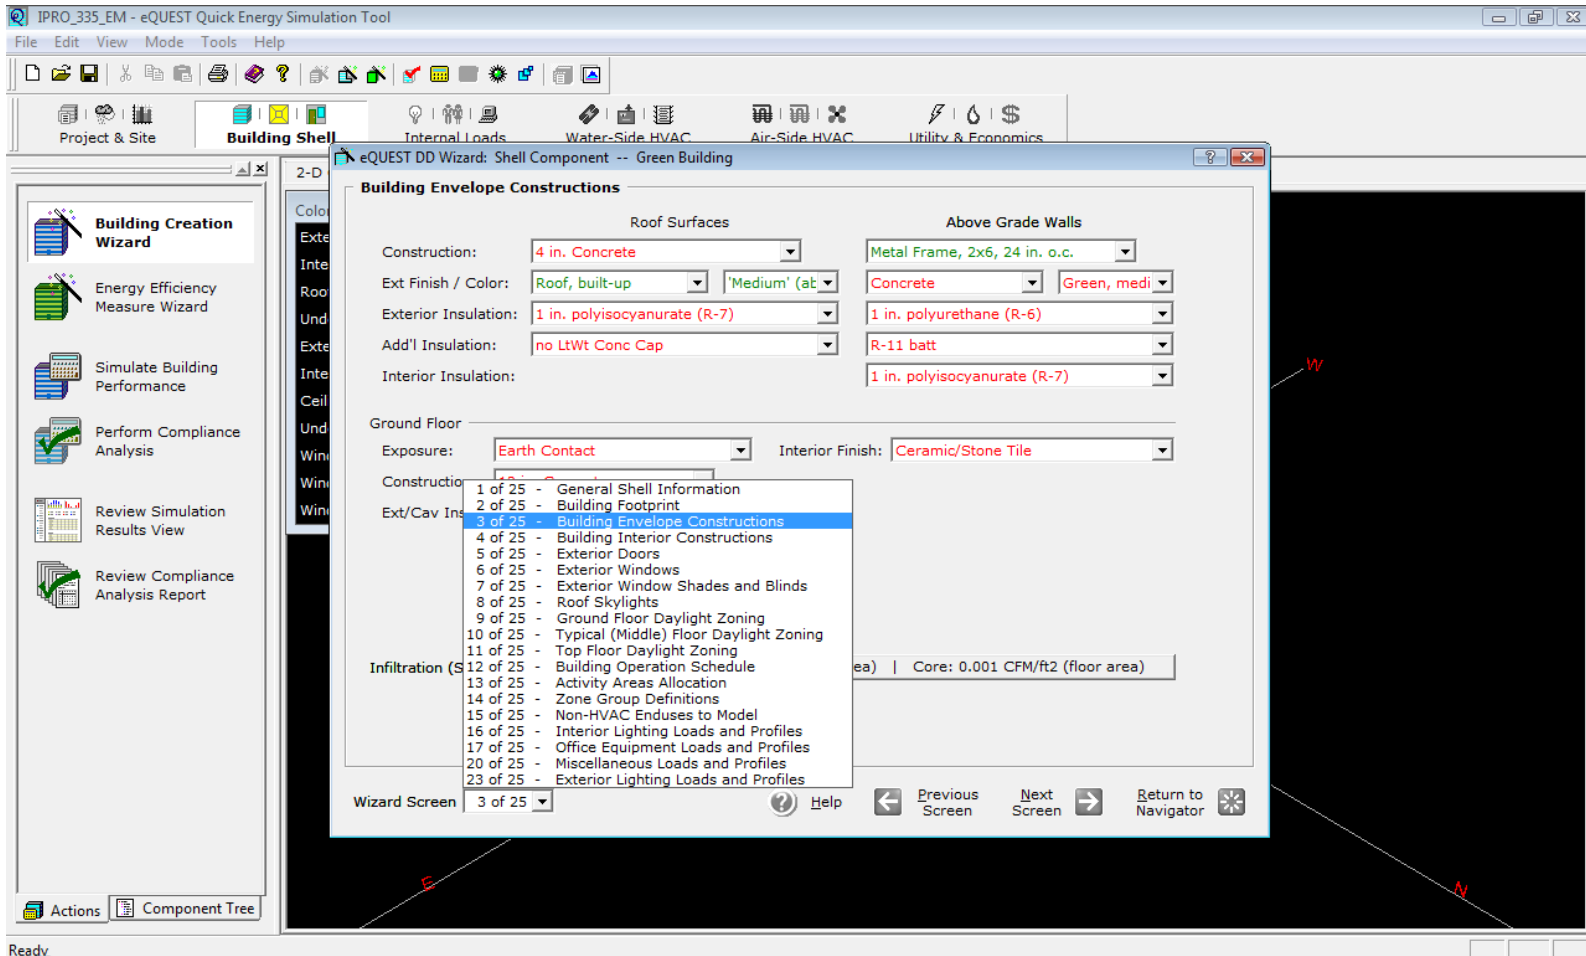 IPRO_335_EM - eQUEST Quick Energy Simulation Tool
File Edit View Mode Tools Help
Project & Site Building Shell Internal Loads Water-Side HVAC Air-Side HVAC Utility & Economics
Building Creation
Wizard
Energy Efficiency
Measure Wizard
Simulate Building
Performance
Perform Compliance
Analysis
Review Simulation
Results View
Review Compliance
Analysis Report
Actions Component Tree
Ready
2-D
Color
Exte
Inte
Roo
Und
Exte
Inte
Ceil
Und
Win
Win
Win
eQUEST DD Wizard: Shell Component -- Green Building
Building Envelope Constructions
Roof Surfaces Above Grade Walls
Construction: 4 in. Concrete Metal Frame, 2x6, 24 in. o.c.
Ext Finish / Color: Roof, built-up 'Medium' (ab Concrete Green, medi
Exterior Insulation: 1 in. polyisocyanurate (R-7) 1 in. polyurethane (R-6)
Add'l Insulation: no LtWt Conc Cap R-11 batt
Interior Insulation: 1 in. polyisocyanurate (R-7)
Ground Floor
Exposure: Earth Contact Interior Finish: Ceramic/Stone Tile
Constructio
Ext/Cav Ins
1 of 25 - General Shell Information
2 of 25 - Building Footprint
3 of 25 - Building Envelope Constructions
4 of 25 - Building Interior Constructions
5 of 25 - Exterior Doors
6 of 25 - Exterior Windows
7 of 25 - Exterior Window Shades and Blinds
8 of 25 - Roof Skylights
9 of 25 - Ground Floor Daylight Zoning
10 of 25 - Typical (Middle) Floor Daylight Zoning
11 of 25 - Top Floor Daylight Zoning
12 of 25 - Building Operation Schedule
13 of 25 - Activity Areas Allocation
14 of 25 - Zone Group Definitions
15 of 25 - Non-HVAC Enduses to Model
16 of 25 - Interior Lighting Loads and Profiles
17 of 25 - Office Equipment Loads and Profiles
20 of 25 - Miscellaneous Loads and Profiles
23 of 25 - Exterior Lighting Loads and Profiles
Infiltration (S ea) | Core: 0.001 CFM/ft2 (floor area)
Wizard Screen 3 of 25 Help Previous Screen Next Screen Return to Navigator
W
E
N